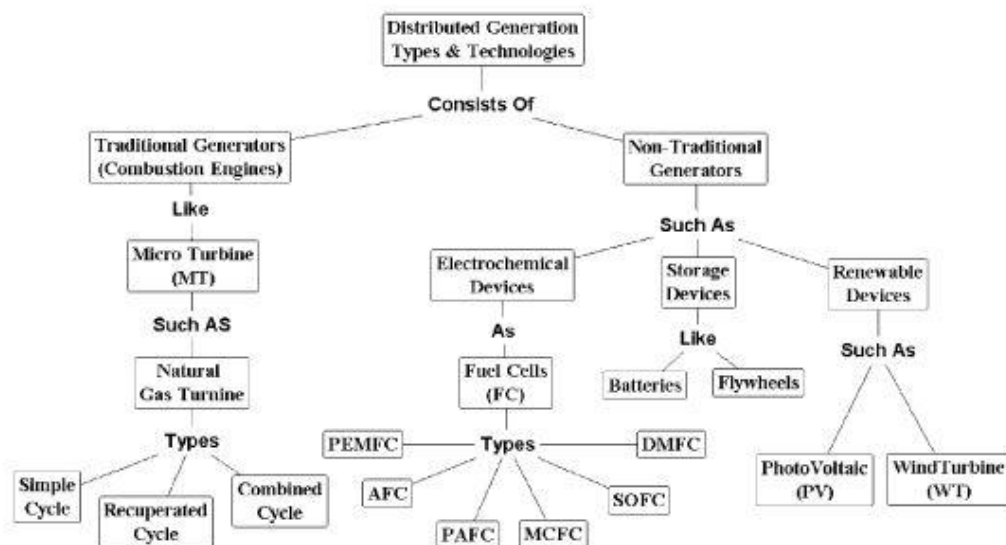 Distributed Generation
Types & Technologies
Consists Of
Traditional Generators
(Combustion Engines)
Non-Traditional
Generators
Like
Such As
Micro Turbine
(MT)
Electrochemical
Devices
Storage
Devices
Renewable
Devices
Such AS
As
Like
Such As
Natural
Gas Turnine
Fuel Cells
(FC)
Batteries
Flywheels
Types
PEMFC
Types
DMFC
PhotoVoltaic
(PV)
WindTurbine
(WT)
Simple
Cycle
Recuperated
Cycle
Combined
Cycle
AFC
PAFC
MCFC
SOFC